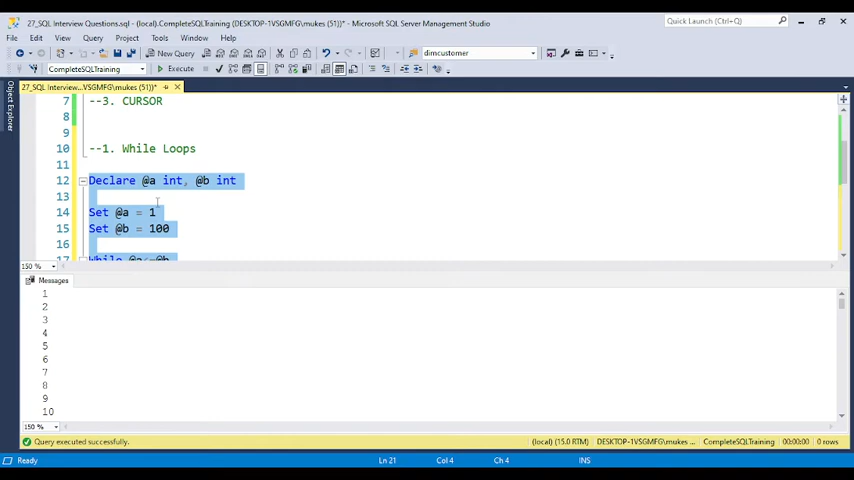 27_SQL Interview Questions.sql - (local).CompleteSQLTraining (DESKTOP-1VSGMFG\mukes (51))* - Microsoft SQL Server Management Studio
Quick Launch (Ctrl+Q)
File Edit View Query Project Tools Window Help
New Query
dimcustomer
CompleteSQLTraining
Execute
27_SQL Interview...VSGMFG\mukes (51))*
Object Explorer
7 --3. CURSOR
8
9
10 --1. While Loops
11
12 Declare @a int, @b int
13
14 Set @a = 1
15 Set @b = 100
16
17 While @a<=@b
150 %
Messages
1
2
3
4
5
6
7
8
9
10
150 %
Query executed successfully.
(local) (15.0 RTM) DESKTOP-1VSGMFG\mukes ... CompleteSQLTraining 00:00:00 0 rows
Ready
Ln 21 Col 4 Ch 4 INS